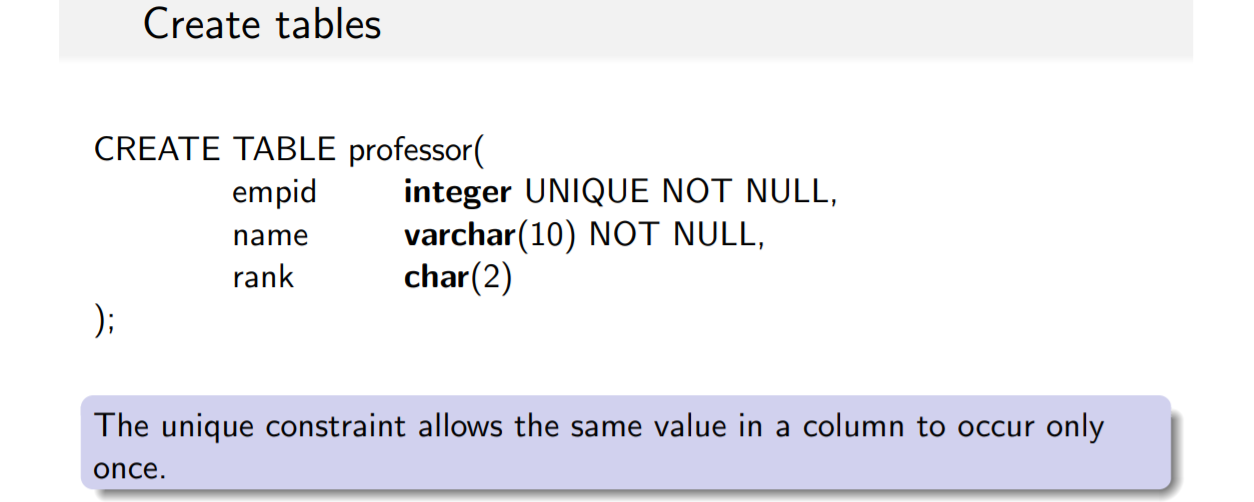 Create tables
CREATE TABLE professor(
empid integer UNIQUE NOT NULL,
name varchar(10) NOT NULL,
rank char(2)
);
The unique constraint allows the same value in a column to occur only
once.